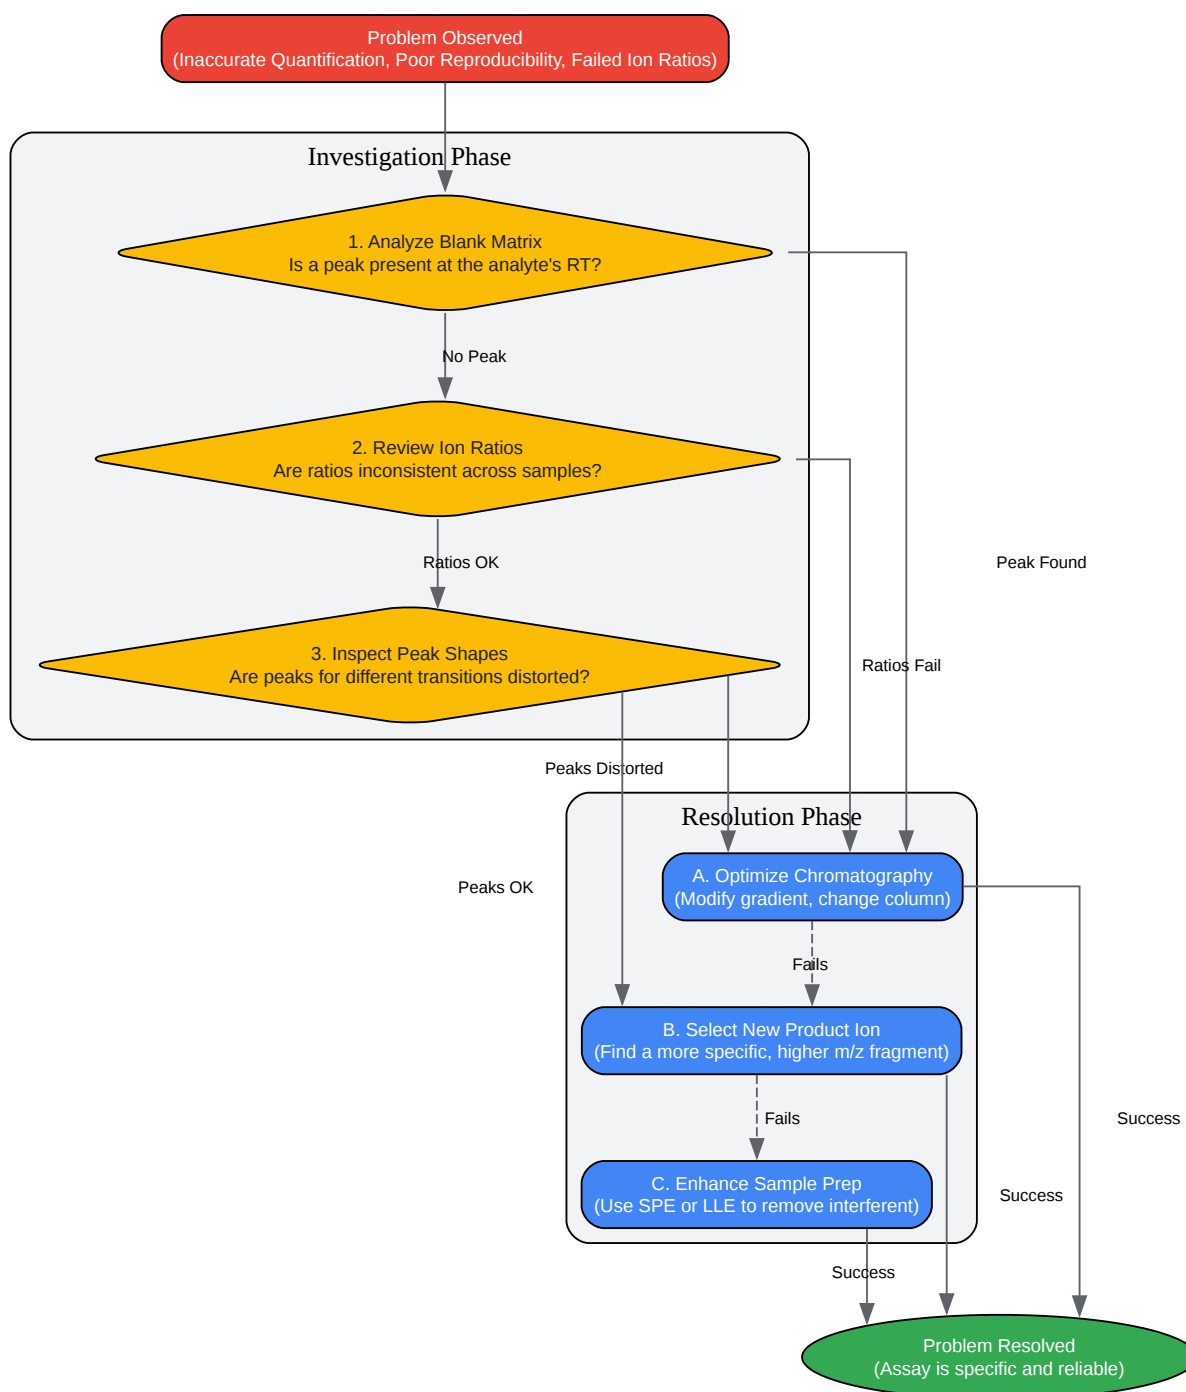 Problem Observed
(Inaccurate Quantification, Poor Reproducibility, Failed Ion Ratios)
Investigation Phase
1. Analyze Blank Matrix
Is a peak present at the analyte's RT?
No Peak
2. Review Ion Ratios
Are ratios inconsistent across samples?
Ratios OK
Peak Found
3. Inspect Peak Shapes
Are peaks for different transitions distorted?
Ratios Fail
Peaks Distorted
Resolution Phase
A. Optimize Chromatography
(Modify gradient, change column)
Peaks OK
Fails
B. Select New Product Ion
(Find a more specific, higher m/z fragment)
Fails
Success
C. Enhance Sample Prep
(Use SPE or LLE to remove interferent)
Success
Success
Problem Resolved
(Assay is specific and reliable)